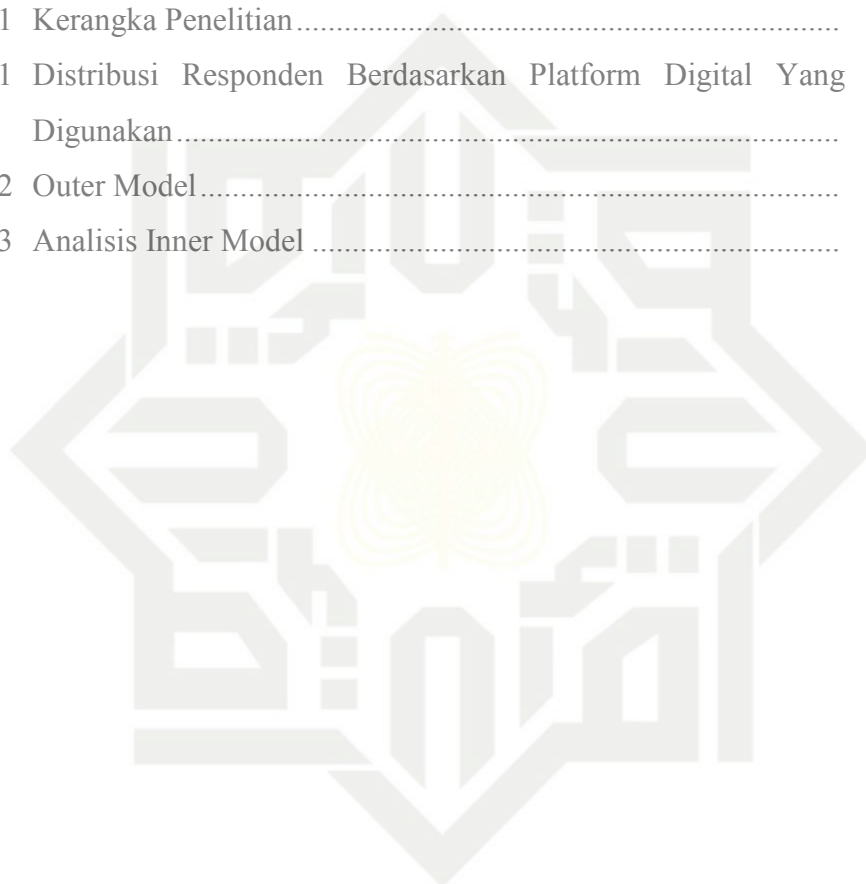 1 Kerangka Penelitian....................................................................
1 Distribusi Responden Berdasarkan Platform Digital Yang
Digunakan....................................................................................
2 Outer Model.................................................................................
3 Analisis Inner Model ...................................................................